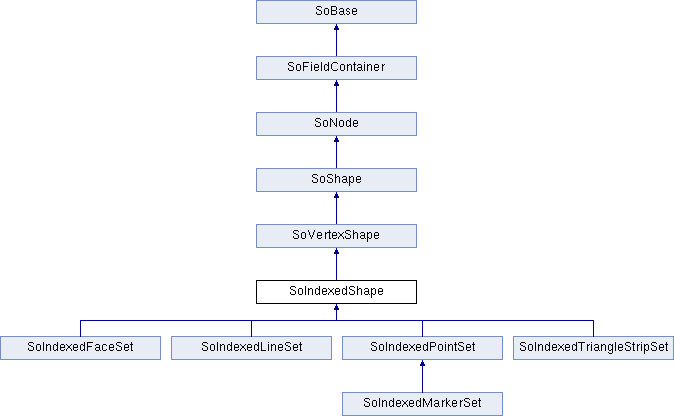 SoBase
SoFieldContainer
SoNode
SoShape
SoVertexShape
SoIndexedShape
SoIndexedFaceSet
SoIndexedLineSet
SoIndexedPointSet
SoIndexedTriangleStripSet
SoIndexedMarkerSet